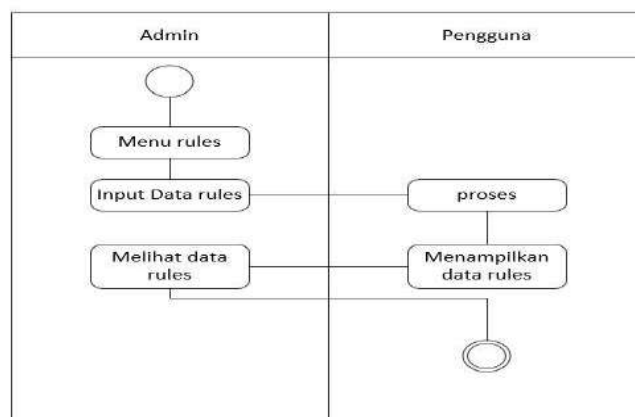 Admin
Pengguna
Menu rules
Input Data rules
proses
Melihat data
rules
Menampilkan
data rules